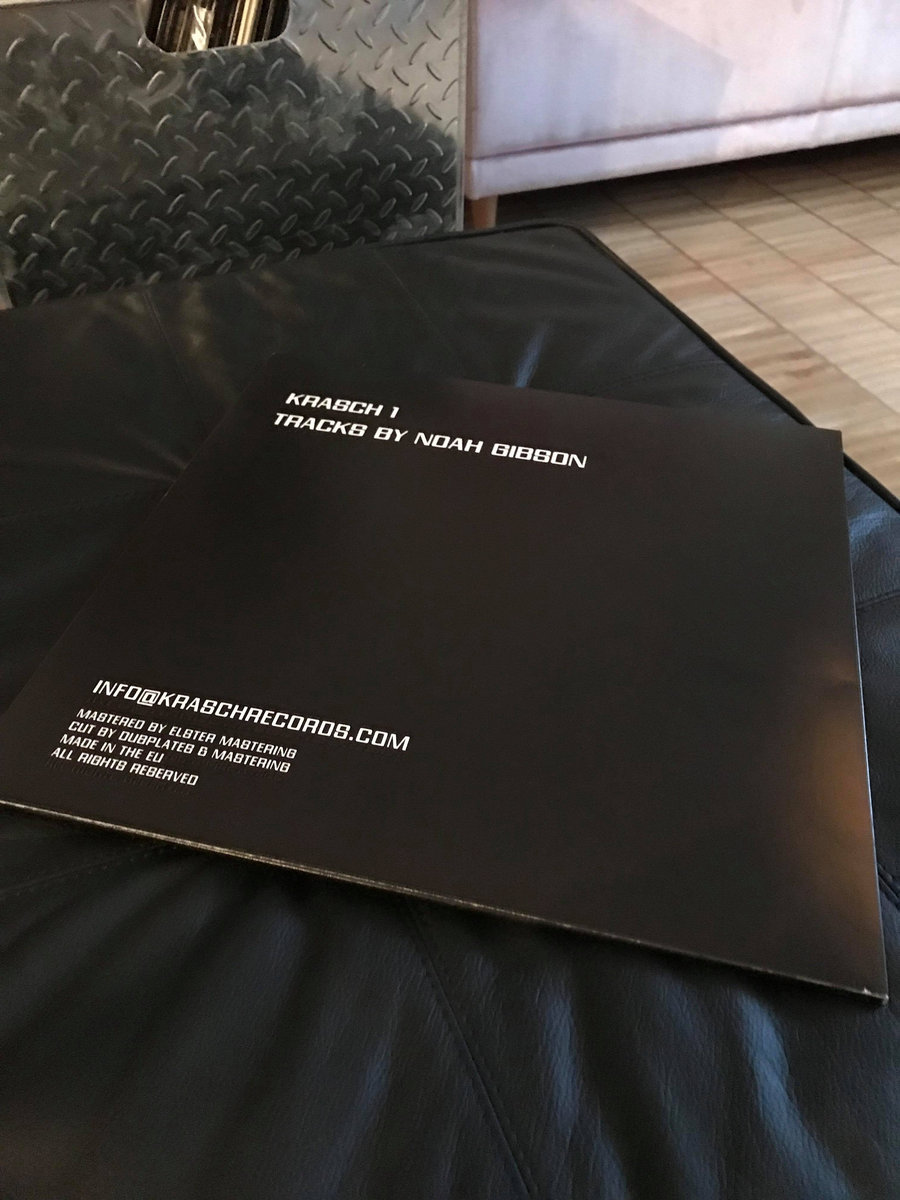 KRASCH 1
TRACKS BY NOAH GIBSON
INFO@KRASCHRECORDS.COM
MASTERED BY ELSTER MASTERING
CUT BY DUBPLATES & MASTERING
MADE IN THE EU
ALL RIGHTS RESERVED